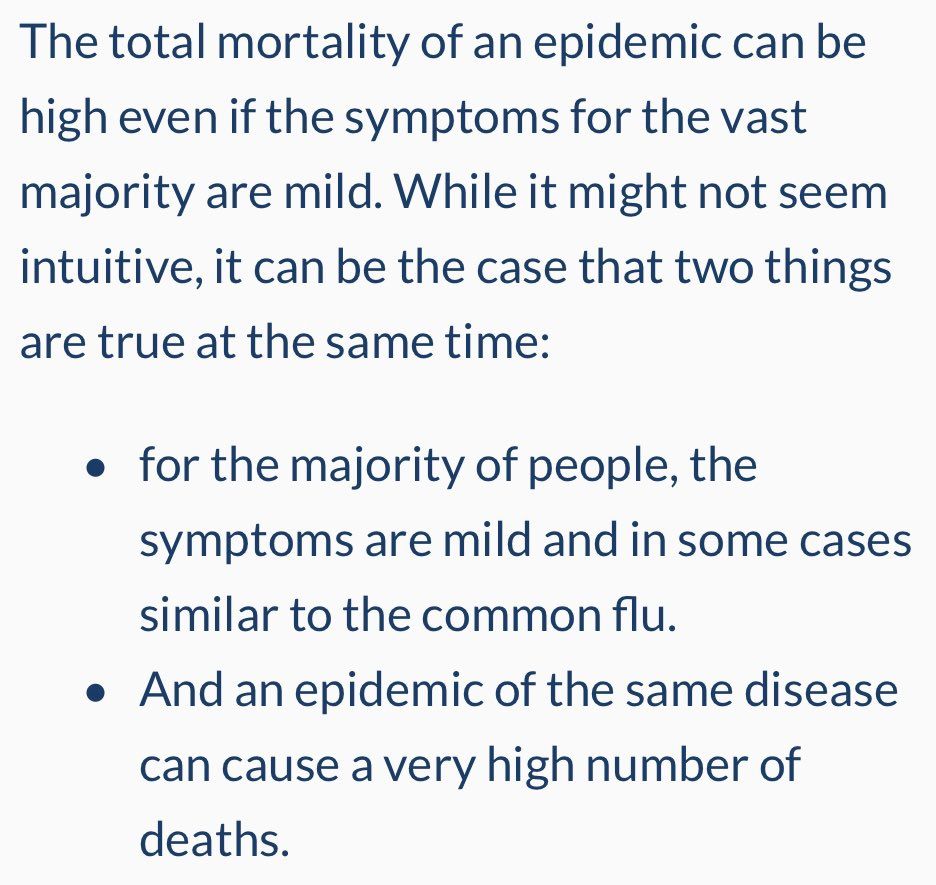 The total mortality of an epidemic can be
high even if the symptoms for the vast
majority are mild. While it might not seem
intuitive, it can be the case that two things
are true at the same time:
• for the majority of people, the
symptoms are mild and in some cases
similar to the common flu.
• And an epidemic of the same disease
can cause a very high number of
deaths.